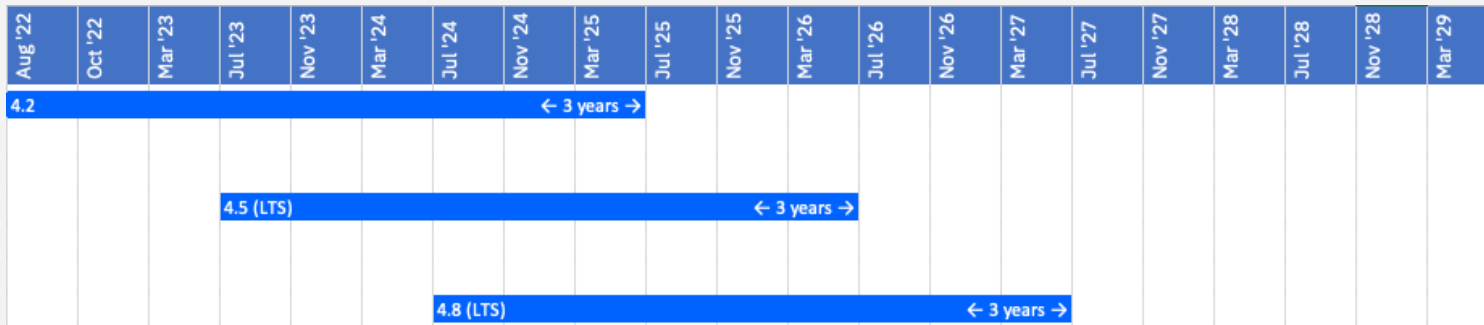 Aug '22 Oct '22 Mar '23 Jul '23 Nov '23 Mar '24 Jul '24 Nov '24 Mar '25 Jul '25 Nov '25 Mar '26 Jul '26 Nov '26 Mar '27 Jul '27 Nov '27 Mar '28 Jul '28 Nov '28 Mar '29
4.2 ← 3 years →
4.5 (LTS) ← 3 years →
4.8 (LTS) ← 3 years →